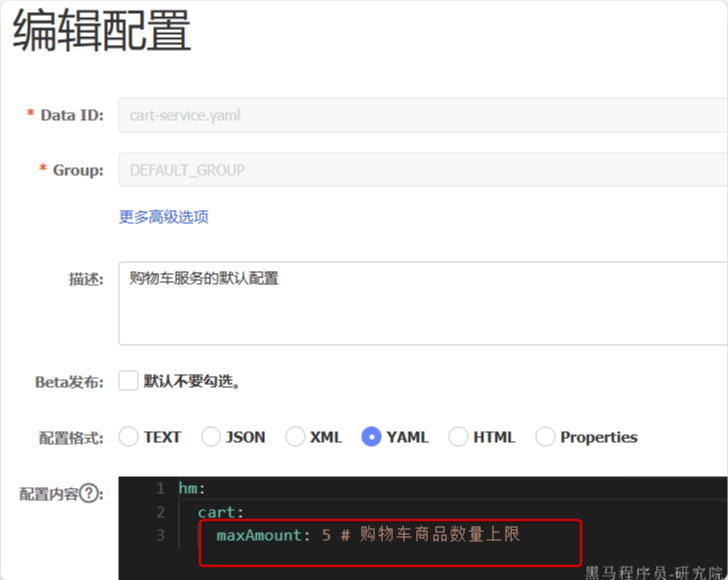 编辑配置
* Data ID: cart-service.yaml
* Group: DEFAULT_GROUP
更多高级选项
描述: 购物车服务的默认配置
Beta发布: 默认不要勾选。
配置格式: TEXT JSON XML YAML HTML Properties
配置内容?: 1 hm:
2 cart:
3 maxAmount: 5 # 购物车商品数量上限
黑马程序员-研究院